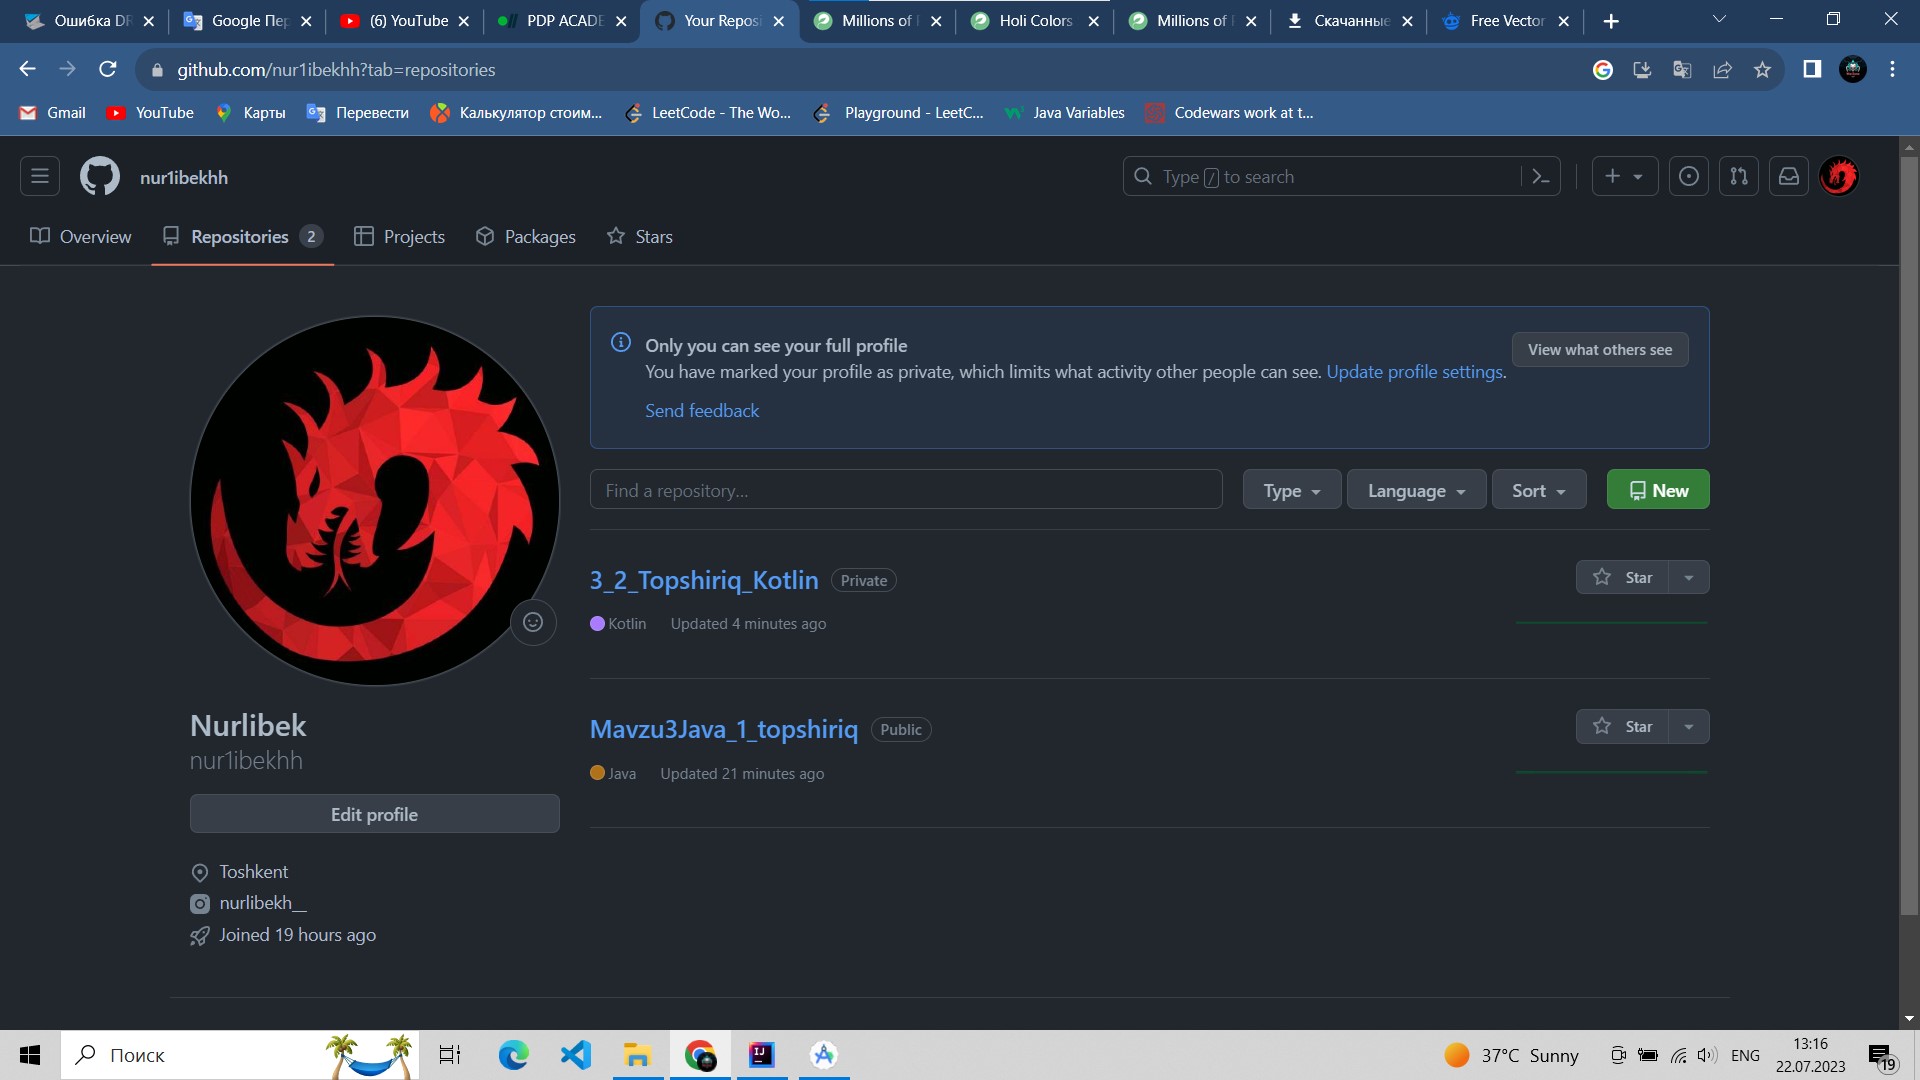 Ошибка DR
Google Пер
(6) YouTube
PDP ACADE
Your Reposi
Millions of
Holi Colors
Millions of
Скачанные
Free Vector
github.com/nur1ibekhh?tab=repositories
Gmail
YouTube
Карты
Перевести
Калькулятор стоим...
LeetCode - The Wo...
Playground - LeetC...
Java Variables
Codewars work at t...
nur1ibekhh
Type / to search
Overview
Repositories 2
Projects
Packages
Stars
Only you can see your full profile
View what others see
You have marked your profile as private, which limits what activity other people can see. Update profile settings.
Send feedback
Find a repository...
Type
Language
Sort
New
3_2_Topshiriq_Kotlin Private
Star
Kotlin Updated 4 minutes ago
Mavzu3Java_1_topshiriq Public
Star
Java Updated 21 minutes ago
Nurlibek
nur1ibekhh
Edit profile
Toshkent
nurlibekh__
Joined 19 hours ago
Поиск
37°C Sunny
ENG
13:16
22.07.2023
19